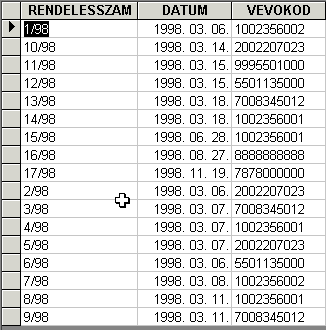 RENDELESSZAM DATUM VEVOKOD
1/98 1998. 03. 06. 1002356002
10/98 1998. 03. 14. 2002207023
11/98 1998. 03. 15. 9995501000
12/98 1998. 03. 15. 5501135000
13/98 1998. 03. 18. 7008345012
14/98 1998. 03. 18. 1002356001
15/98 1998. 06. 28. 1002356001
16/98 1998. 08. 27. 8888888888
17/98 1998. 11. 19. 7878000000
2/98 1998. 03. 06. 2002207023
3/98 1998. 03. 07. 7008345012
4/98 1998. 03. 07. 1002356001
5/98 1998. 03. 07. 2002207023
6/98 1998. 03. 06. 5501135000
7/98 1998. 03. 08. 1002356002
8/98 1998. 03. 11. 1002356001
9/98 1998. 03. 11. 7008345012